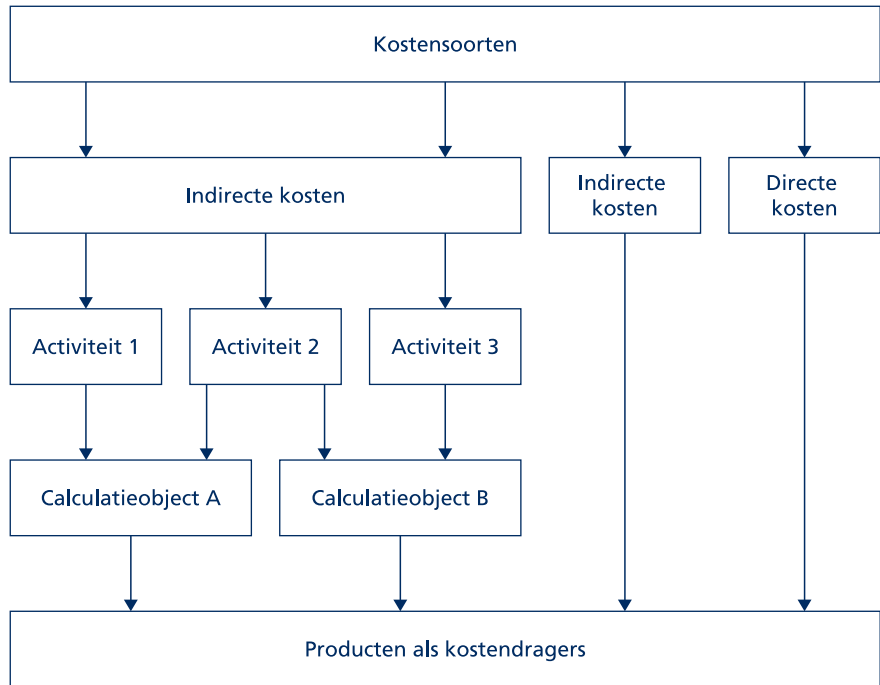 Kostensoorten
Indirecte kosten
Indirecte
kosten
Directe
kosten
Activiteit 1
Activiteit 2
Activiteit 3
Calculatieobject A
Calculatieobject B
Producten als kostendragers